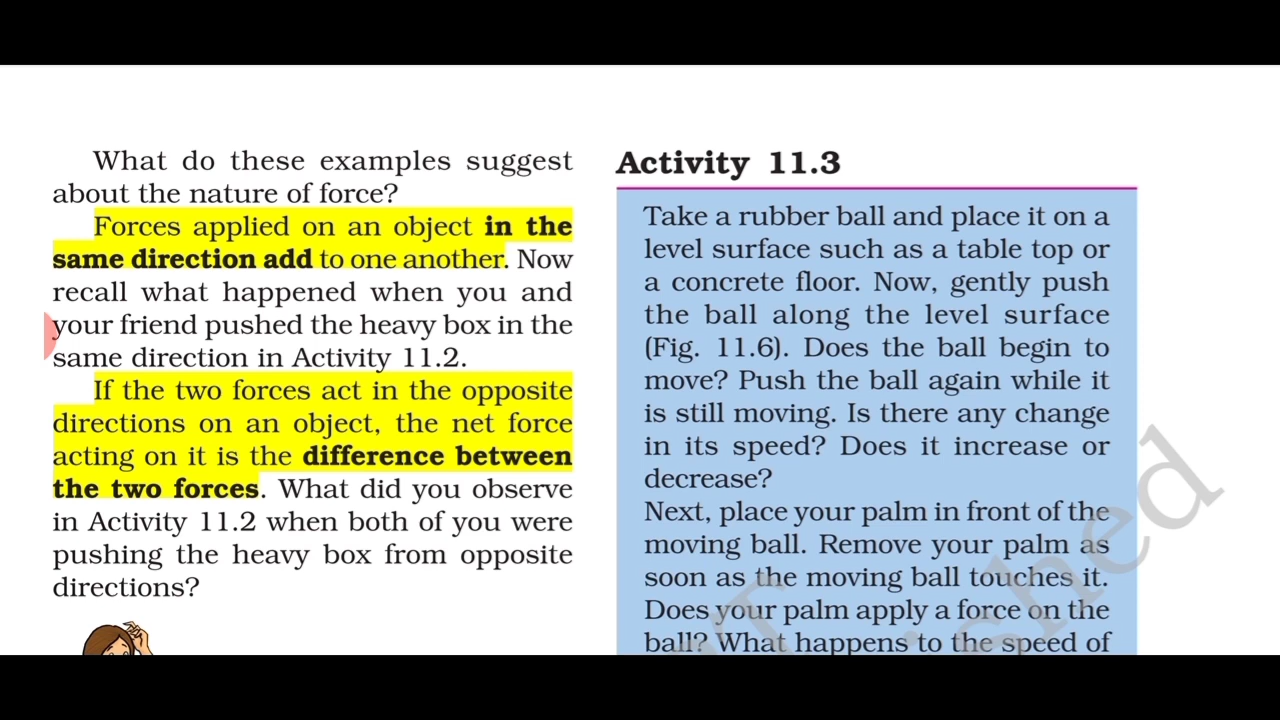 What do these examples suggest
about the nature of force?
Forces applied on an object in the
same direction add to one another. Now
recall what happened when you and
your friend pushed the heavy box in the
same direction in Activity 11.2.
If the two forces act in the opposite
directions on an object, the net force
acting on it is the difference between
the two forces. What did you observe
in Activity 11.2 when both of you were
pushing the heavy box from opposite
directions?
Activity 11.3
Take a rubber ball and place it on a
level surface such as a table top or
a concrete floor. Now, gently push
the ball along the level surface
(Fig. 11.6). Does the ball begin to
move? Push the ball again while it
is still moving. Is there any change
in its speed? Does it increase or
decrease?
Next, place your palm in front of the
moving ball. Remove your palm as
soon as the moving ball touches it.
Does your palm apply a force on the
ball? What happens to the speed of